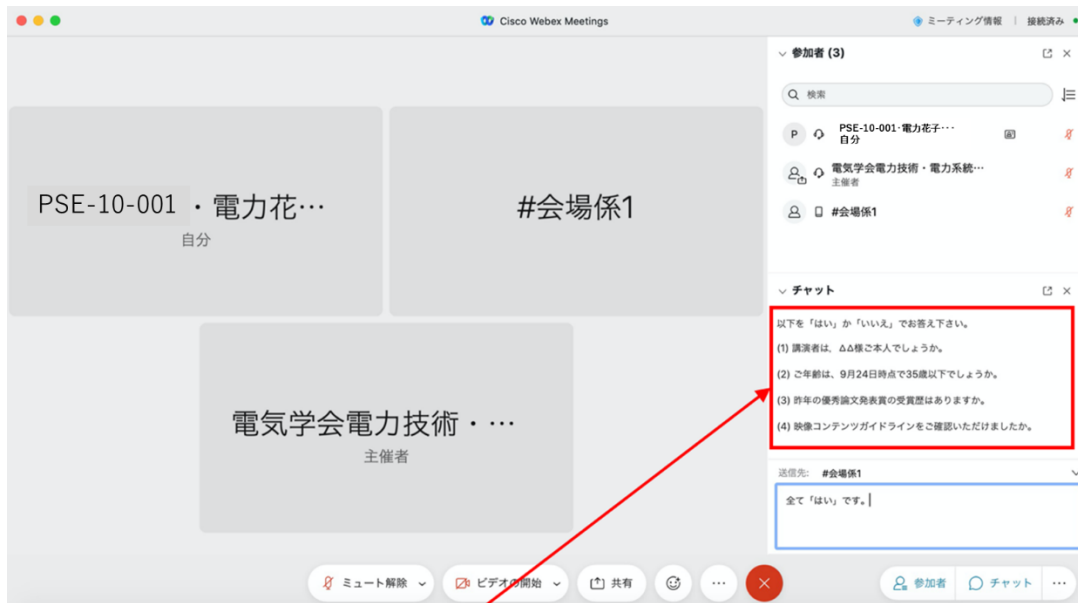 Cisco Webex Meetings
ミーティング情報
接続済み
参加者 (3)
検索
P
PSE-10-001･電力花子･･･
自分
電気学会電力技術・電力系統…
主催者
#会場係1
PSE-10-001・電力花…
自分
#会場係1
電気学会電力技術・…
主催者
チャット
以下を「はい」か「いいえ」でお答え下さい。
(1) 講演者は、△△様ご本人でしょうか。
(2) ご年齢は、9月24日時点で35歳以下でしょうか。
(3) 昨年の優秀論文発表賞の受賞歴はありますか。
(4) 映像コンテンツガイドラインをご確認いただけましたか。
送信先: #会場係1
全て「はい」です。
ミュート解除
ビデオの開始
共有
参加者
チャット